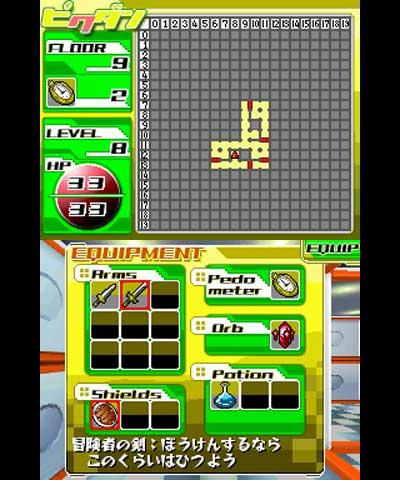 ピクダン
0 1 2 3 4 5 6 7 8 9 10 11 12 13 14 15 16 17 18 19
FLOOR
9
2
LEVEL
8
HP
33
33
0
1
2
3
4
5
6
7
8
9
10
11
12
13
14
15
16
17
18
19
EQUIPMENT
EQUIP
Arms
Pedo
meter
Orb
Shields
Potion
冒険者の剣:ぼうけんするなら
このくらいはひつよう